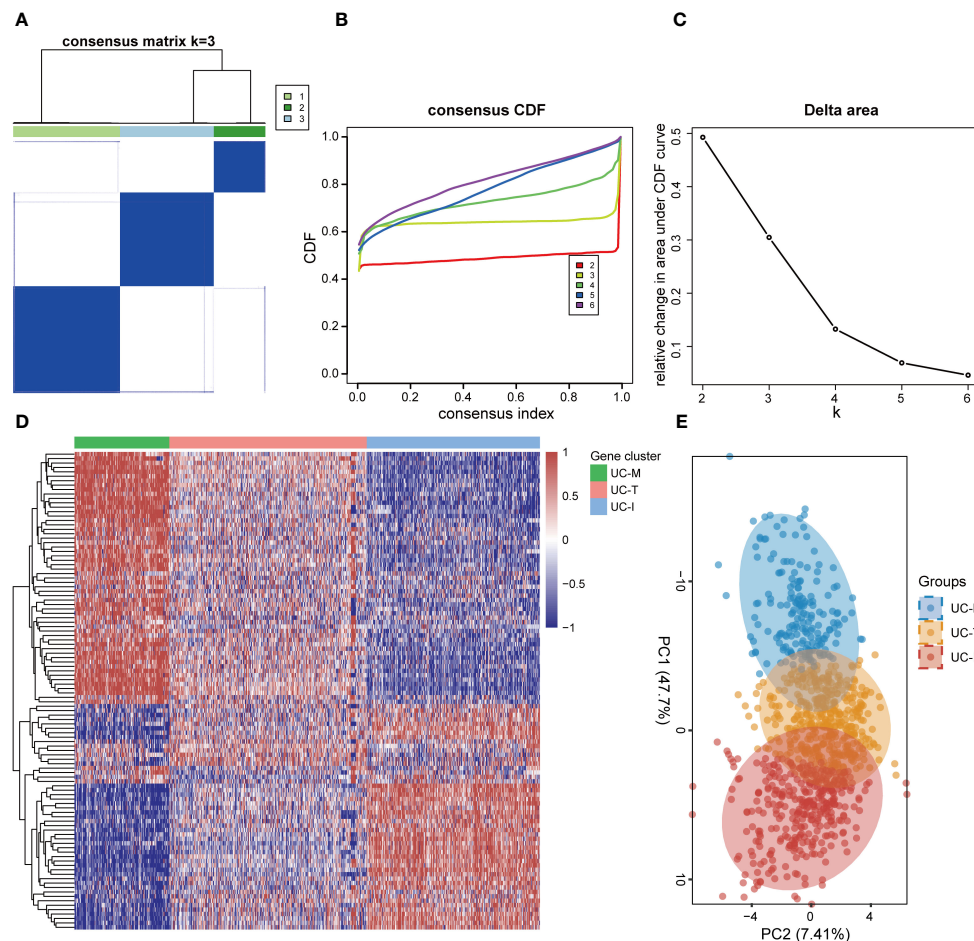 A
consensus matrix k=3
1
2
3
B
consensus CDF
CDF
1.0
0.8
0.6
0.4
0.2
0.0
2
3
4
5
6
0.0 0.2 0.4 0.6 0.8 1.0
consensus index
C
Delta area
relative change in area under CDF curve
0.5
0.3
0.2
0.1
2 3 4 5 6
k
D
1
0.5
0
−0.5
−1
Gene cluster
UC-M
UC-T
UC-I
E
PC1 (47.7%)
-10
0
10
−4 0 4
PC2 (7.41%)
Groups
UC-
UC-
UC-